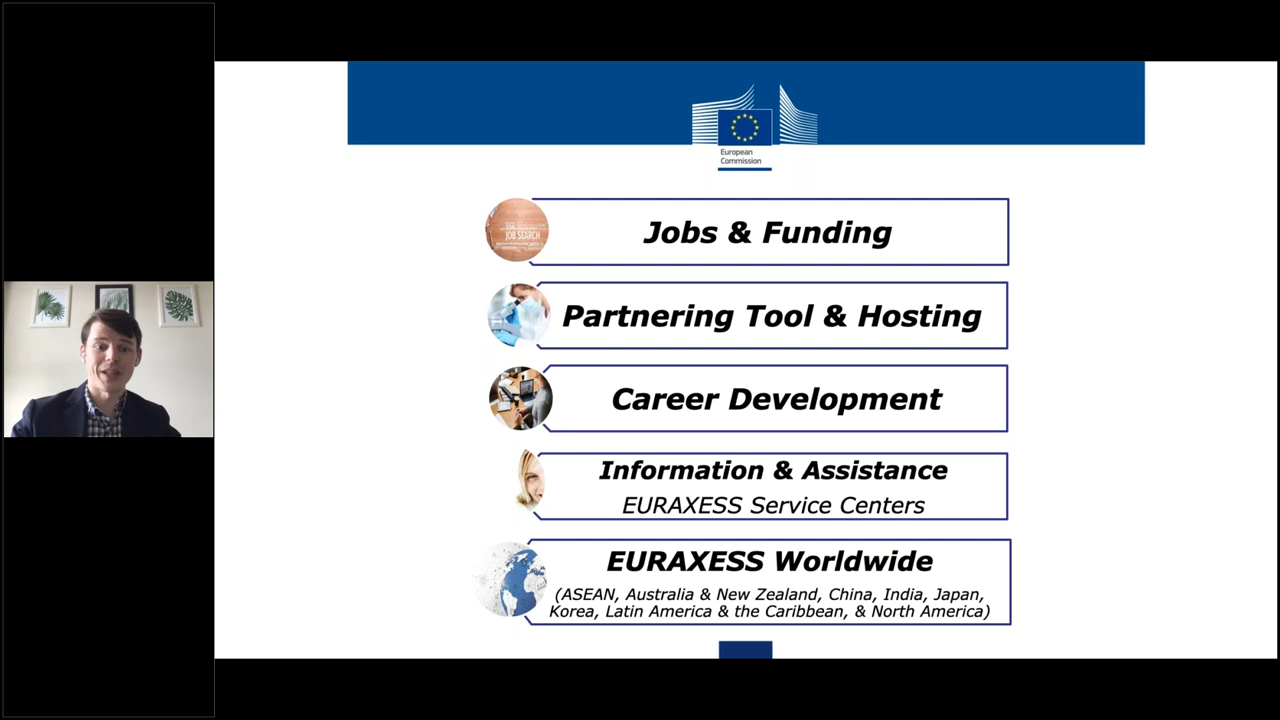 European
Commission
Jobs & Funding
JOB SEARCH
Partnering Tool & Hosting
Career Development
Information & Assistance
EURAXESS Service Centers
EURAXESS Worldwide
(ASEAN, Australia & New Zealand, China, India, Japan,
Korea, Latin America & the Caribbean, & North America)